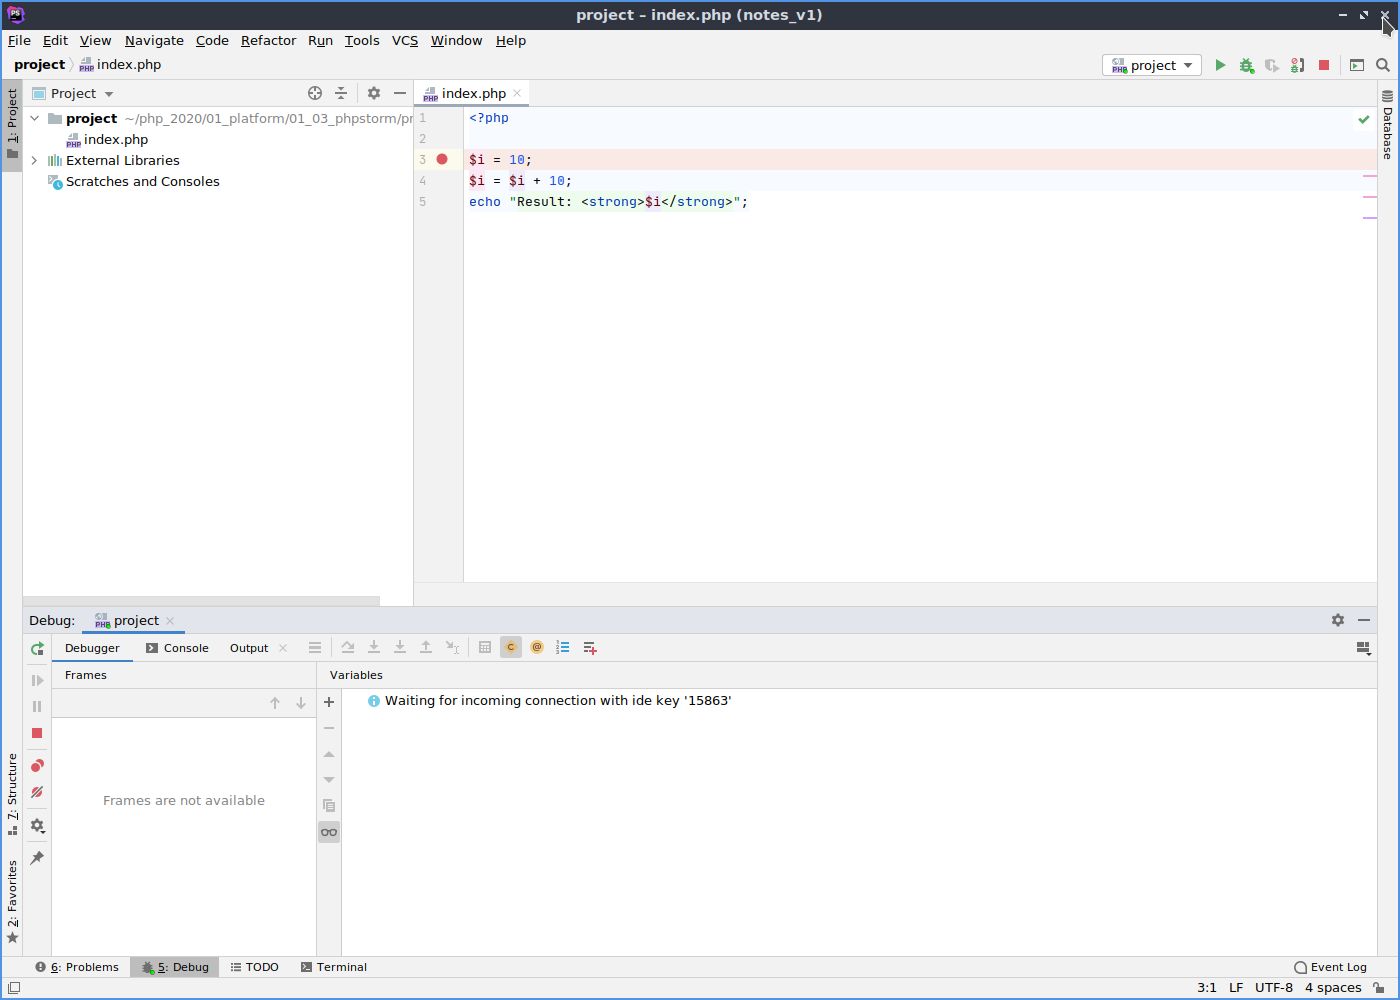 project – index.php (notes_v1)
File Edit View Navigate Code Refactor Run Tools VCS Window Help
project index.php project
1: Project
Project
project ~/php_2020/01_platform/01_03_phpstorm/pr
index.php
External Libraries
Scratches and Consoles
index.php
1 <?php
2
3 $i = 10;
4 $i = $i + 10;
5 echo "Result: <strong>$i</strong>";
Database
Debug: project
Debugger Console Output
Frames Variables
Waiting for incoming connection with ide key '15863'
Frames are not available
7: Structure
2: Favorites
6: Problems 5: Debug TODO Terminal Event Log
3:1 LF UTF-8 4 spaces